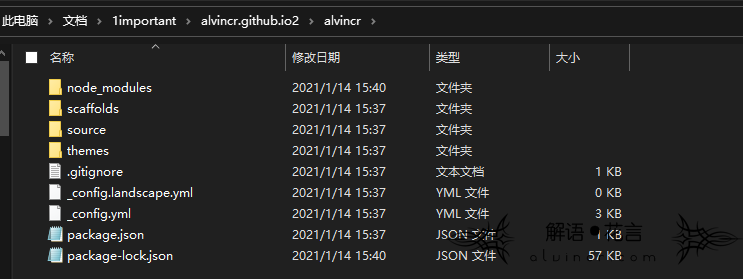 此电脑 › 文档 › 1important › alvincr.github.io2 › alvincr ›
名称 修改日期 类型 大小
node_modules 2021/1/14 15:40 文件夹
scaffolds 2021/1/14 15:37 文件夹
source 2021/1/14 15:37 文件夹
themes 2021/1/14 15:37 文件夹
.gitignore 2021/1/14 15:37 文本文档 1 KB
_config.landscape.yml 2021/1/14 15:37 YML 文件 0 KB
_config.yml 2021/1/14 15:37 YML 文件 3 KB
package.json 2021/1/14 15:37 JSON 文件 1 KB
package-lock.json 2021/1/14 15:40 JSON 文件 57 KB
解语
言